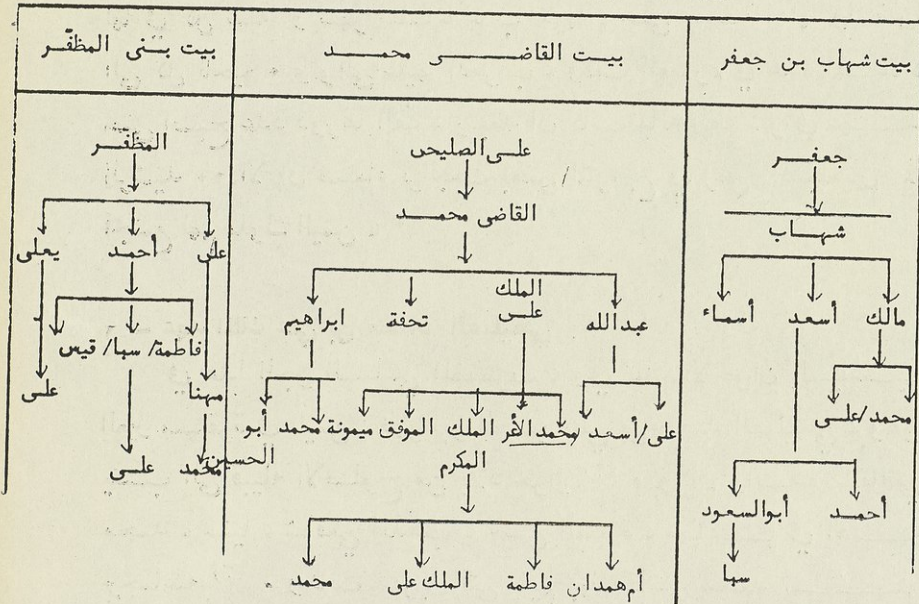 بيت شهاب بن جعفر
جعفر
شهاب
مالك أسعد أسماء
محمد/على
أحمد أبوالسعود
سبا
بيت القاضى محمد
على الصليحى
القاضى محمد
عبدالله الملك على تحفة ابراهيم
على/أسعد/محمد الأغر الملك المكرم الموفق ميمونة محمد أبو الحسين
أم همدان فاطمة الملك على محمد
بيت بنى المظفّر
المظفّر
على أحمد يعلى
فاطمة/سبا/قيس
مهنا على
محمد على